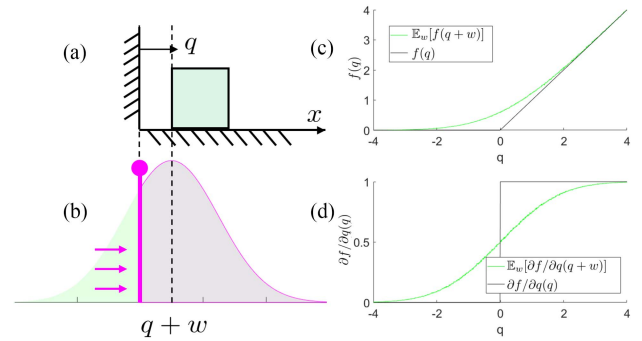 (a)
q
x
(b)
q + w
(c)
f(q)
4
3
2
1
0
-4
-2
0
2
4
q
𝔼_w[f(q + w)]
f(q)
(d)
∂f/∂q(q)
1
0.5
0
-4
-2
0
2
4
q
𝔼_w[∂f/∂q(q + w)]
∂f/∂q(q)